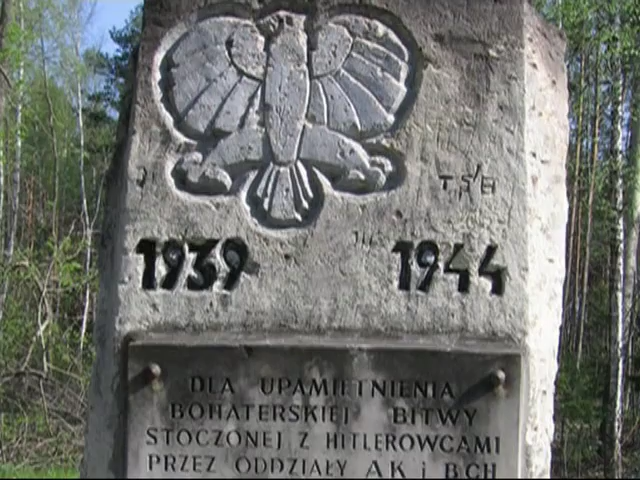 1939 1944
DLA UPAMIĘTNIENIA
BOHATERSKIEJ BITWY
STOCZONEJ Z HITLEROWCAMI
PRZEZ ODDZIAŁY AK i BCH